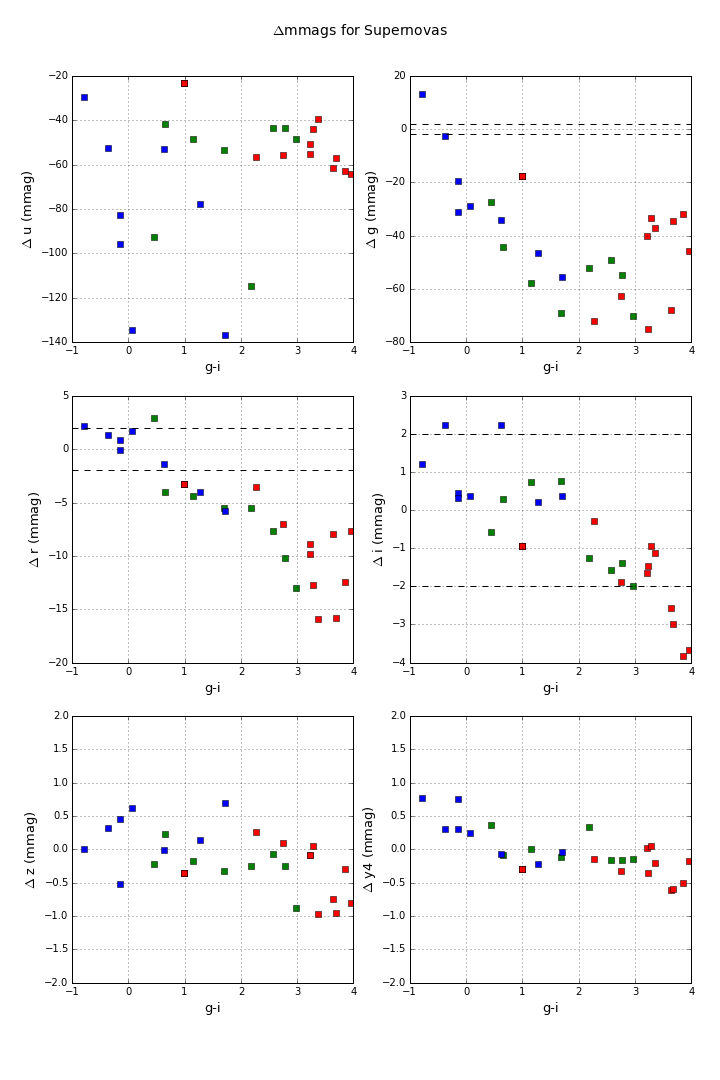 Δmmags for Supernovas
−20
−40
−60
−80
−100
−120
−140
Δ u (mmag)
−1 0 1 2 3 4
g-i
20
0
−20
−40
−60
−80
Δ g (mmag)
−1 0 1 2 3 4
g-i
5
0
−5
−10
−15
−20
Δ r (mmag)
−1 0 1 2 3 4
g-i
3
2
1
0
−1
−2
−3
−4
Δ i (mmag)
−1 0 1 2 3 4
g-i
2.0
1.5
1.0
0.5
0.0
−0.5
−1.0
−1.5
−2.0
Δ z (mmag)
−1 0 1 2 3 4
g-i
2.0
1.5
1.0
0.5
0.0
−0.5
−1.0
−1.5
−2.0
Δ y4 (mmag)
−1 0 1 2 3 4
g-i